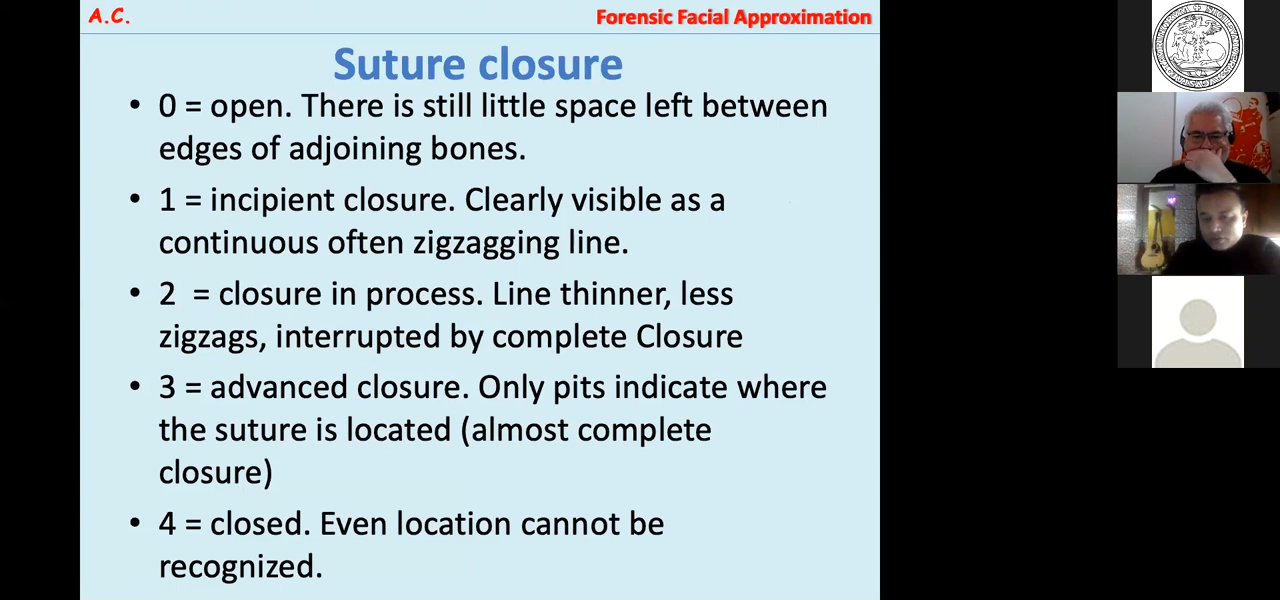 A.C.
Forensic Facial Approximation
Suture closure
• 0 = open. There is still little space left between
edges of adjoining bones.
• 1 = incipient closure. Clearly visible as a
continuous often zigzagging line.
• 2 = closure in process. Line thinner, less
zigzags, interrupted by complete Closure
• 3 = advanced closure. Only pits indicate where
the suture is located (almost complete
closure)
• 4 = closed. Even location cannot be
recognized.